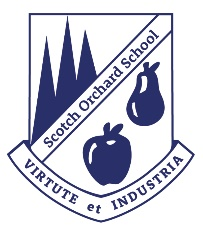 Scotch Orchard School
VIRTUTE et INDUSTRIA